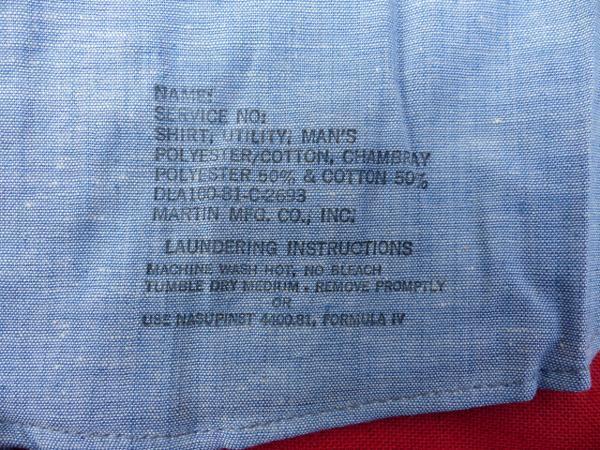 NAME:
SERVICE NO:
SHIRT, UTILITY, MAN'S
POLYESTER/COTTON, CHAMBRAY
POLYESTER 50% & COTTON 50%
DLA100-81-C-2693
MARTIN MFG. CO., INC.
LAUNDERING INSTRUCTIONS
MACHINE WASH HOT, NO BLEACH
TUMBLE DRY MEDIUM. REMOVE PROMPTLY
OR
USE NASUPINST 4400.81, FORMULA IV